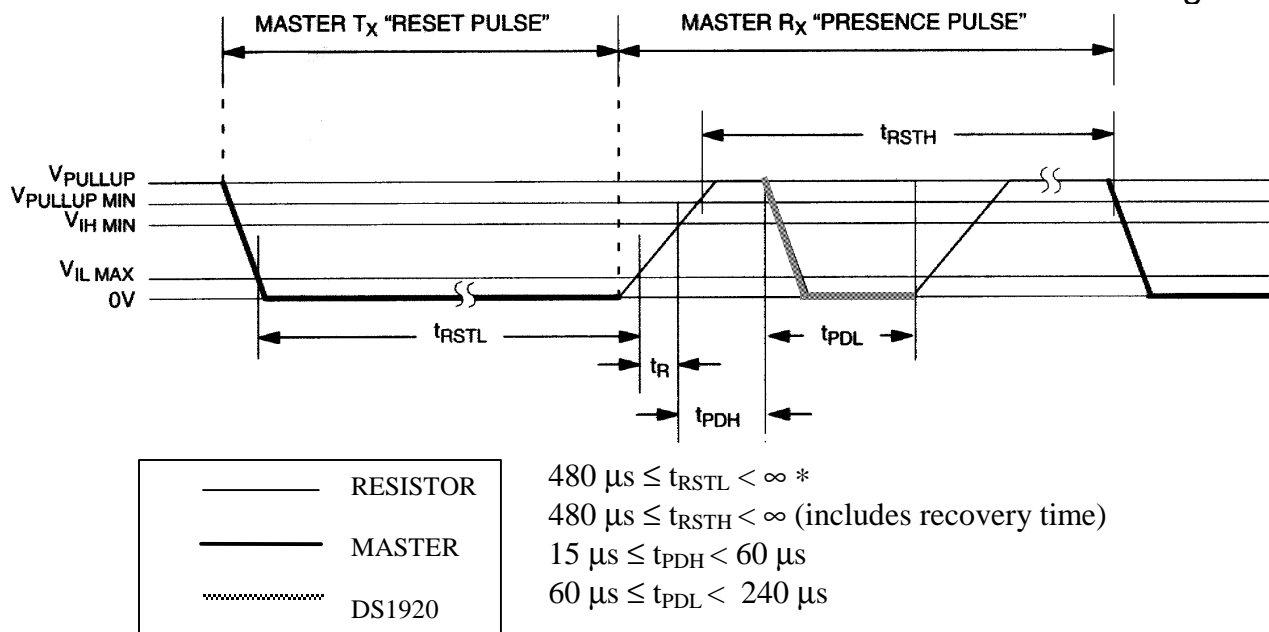 MASTER TX “RESET PULSE”
MASTER RX “PRESENCE PULSE”
tRSTH
VPULLUP
VPULLUP MIN
VIH MIN
VIL MAX
0V
tRSTL
tPDL
tR
tPDH
RESISTOR
MASTER
DS1920
480 μs ≤ tRSTL < ∞ *
480 μs ≤ tRSTH < ∞ (includes recovery time)
15 μs ≤ tPDH < 60 μs
60 μs ≤ tPDL < 240 μs